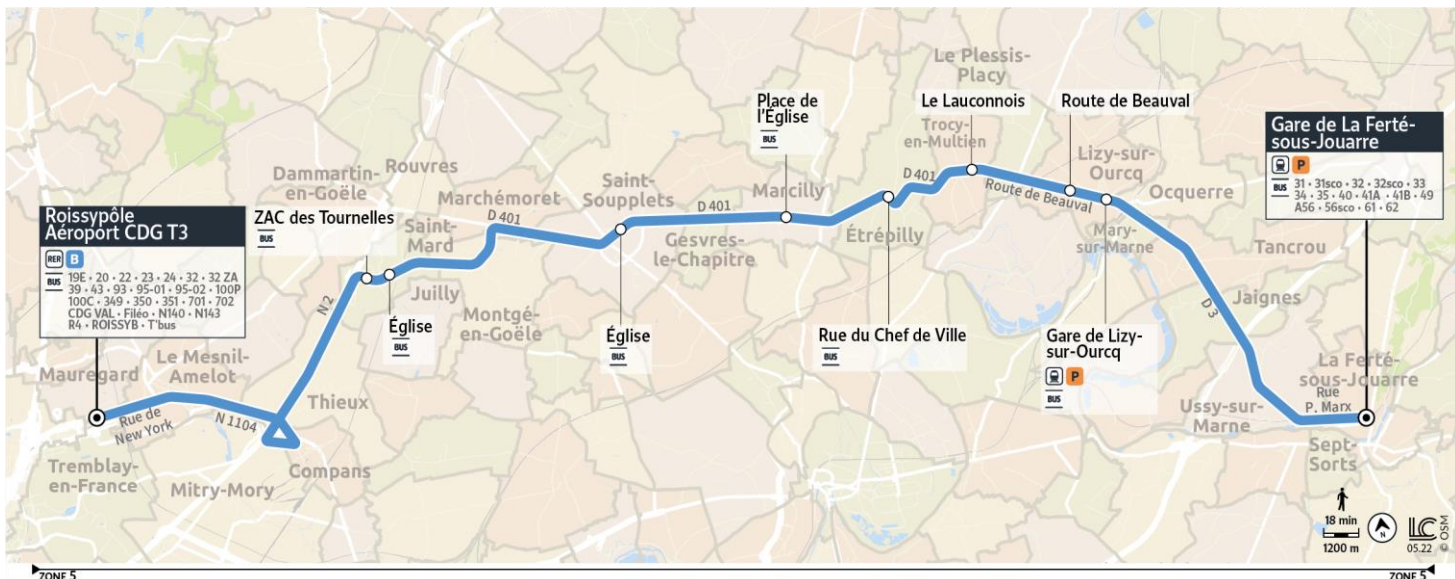 Roissypôle
Aéroport CDG T3
RER B
BUS
19E • 20 • 22 • 23 • 24 • 32 • 32 ZA
39 • 43 • 93 • 95-01 • 95-02 • 100P
100C • 349 • 350 • 351 • 701 • 702
CDG VAL • Filéo • N140 • N143
R4 • ROISSYB • T'bus
Mauregard
Le Mesnil-
Amelot
Rue de
New York
N 1104
Tremblay-
en-France
Mitry-Mory
Compans
Thieux
N 2
Dammartin-
en-Goële
Rouvres
ZAC des Tournelles
BUS
Saint-
Mard
Église
BUS
Juilly
Marchémoret
D 401
Montgé-
en-Goële
Saint-
Soupplets
Église
BUS
D 401
Gesvres-
le-Chapitre
Place de
l'Église
BUS
Marcilly
Étrépilly
Rue du Chef de Ville
BUS
D 401
Le Plessis-
Placy
Le Lauconnois
Trocy-
en-Multien
Route de Beauval
Route de Beauval
Lizy-sur-
Ourcq
Ocquerre
Mary-
sur-Marne
Gare de Lizy-
sur-Ourcq
P
BUS
Tancrou
Jaignes
D 3
Ussy-sur-
Marne
Gare de La Ferté-
sous-Jouarre
P
BUS
31 • 31sco • 32 • 32sco • 33
34 • 35 • 40 • 41A • 41B • 49
A56 • 56sco • 61 • 62
La Ferté-
sous-Jouarre
Rue
P. Marx
Sept-
Sorts
18 min
1200 m
N
LC
05.22
© OSM
ZONE 5
ZONE 5